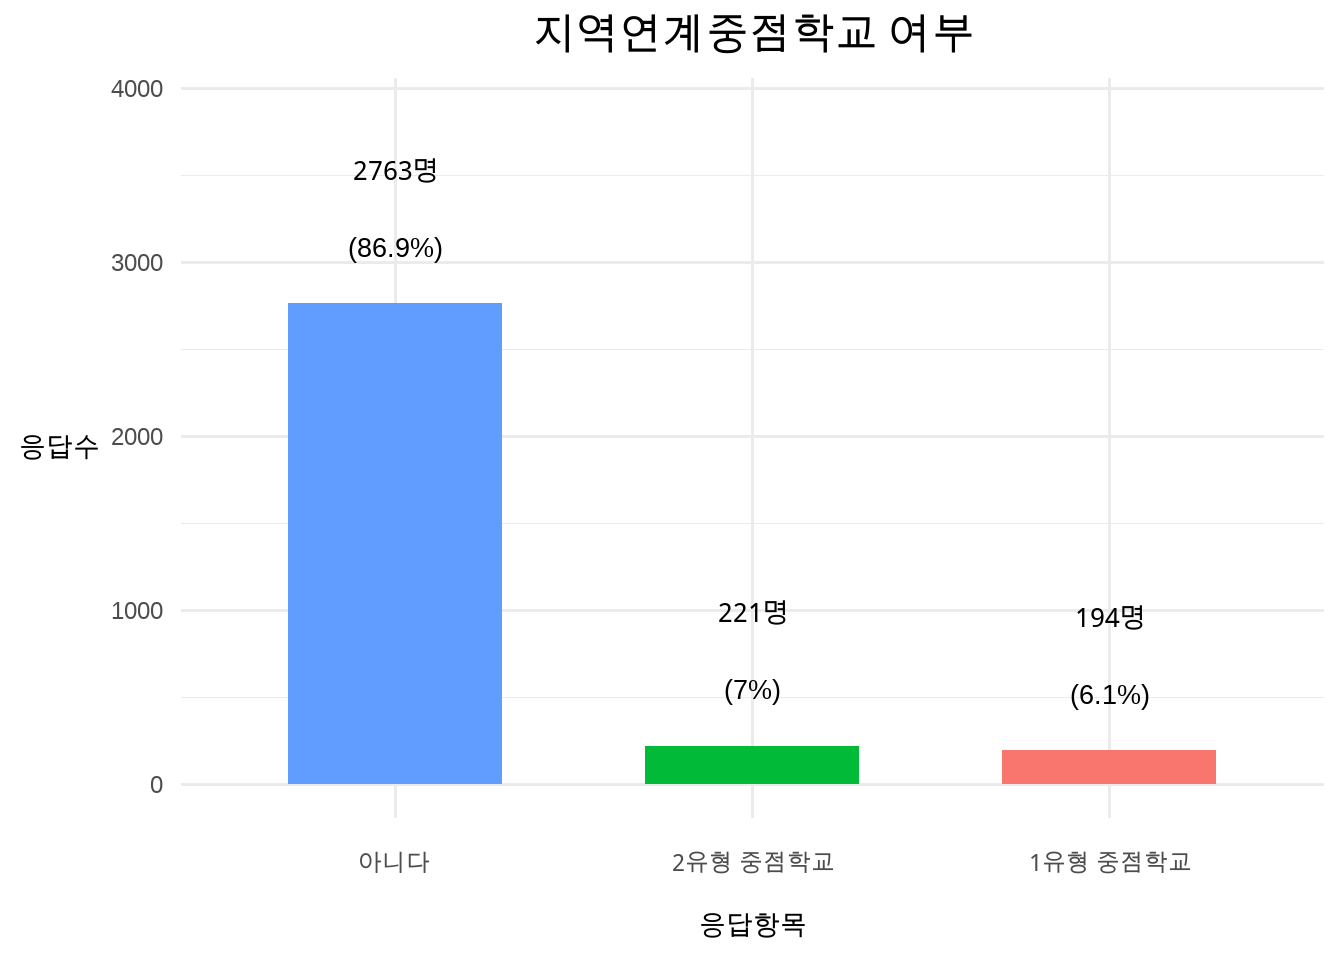 지역연계중점학교 여부
4000
3000
2000
1000
0
응답수
2763명
(86.9%)
221명
(7%)
194명
(6.1%)
아니다
2유형 중점학교
1유형 중점학교
응답항목